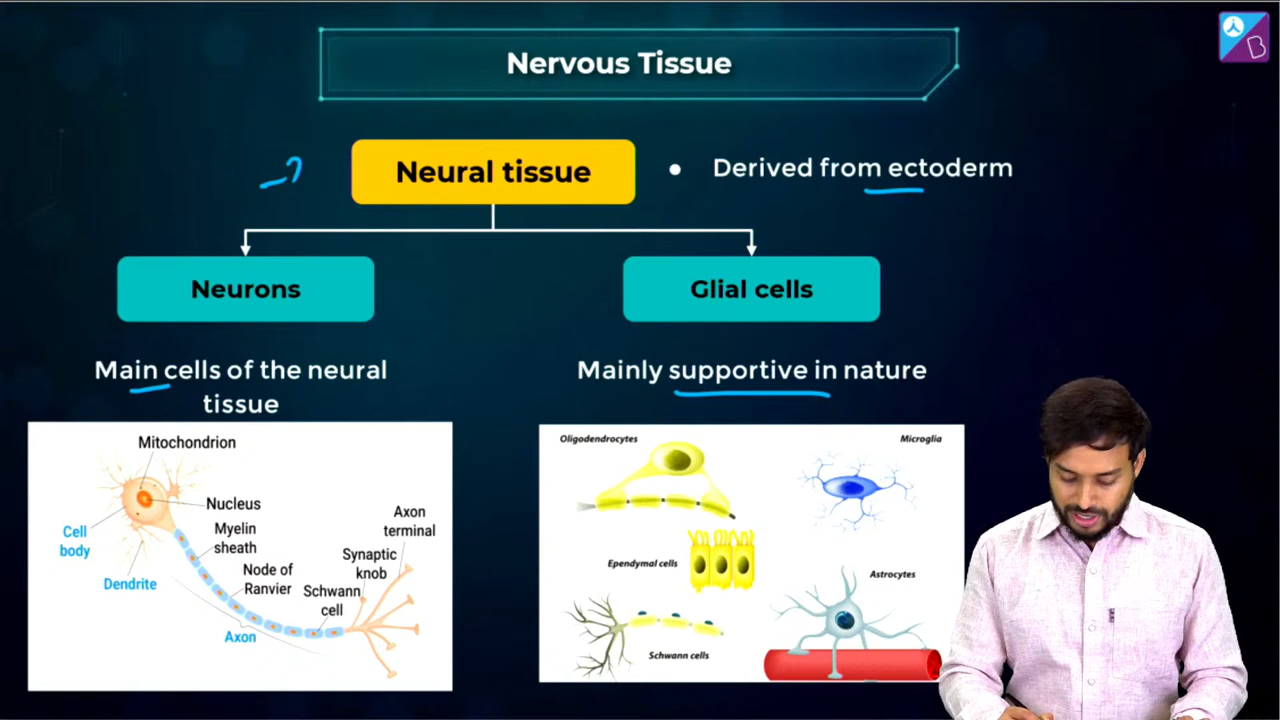 Nervous Tissue
B
Neural tissue
• Derived from ectoderm
Neurons
Glial cells
Main cells of the neural
tissue
Mainly supportive in nature
Mitochondrion
Nucleus
Myelin
sheath
Node of
Ranvier
Schwann
cell
Synaptic
knob
Axon
terminal
Cell
body
Dendrite
Axon
Oligodendrocytes
Microglia
Ependymal cells
Astrocytes
Schwann cells